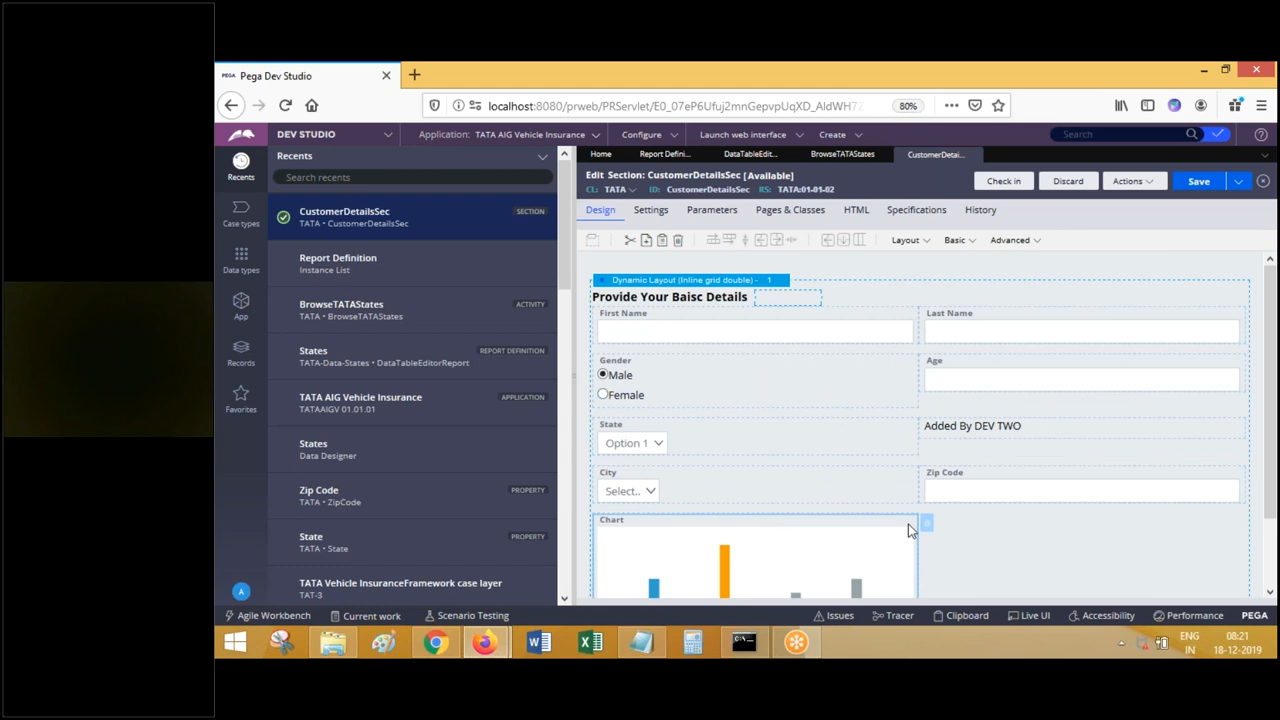 PEGA Pega Dev Studio
localhost:8080/prweb/PRServlet/E0_07eP6Ufuj2mnGepvpUqXD_AldWH7Z 80%
DEV STUDIO Application: TATA AIG Vehicle Insurance Configure Launch web interface Create Search
Recents
Case types
Data types
App
Records
Favorites
A
Recents
Search recents
CustomerDetailsSec SECTION
TATA • CustomerDetailsSec
Report Definition
Instance List
BrowseTATAStates ACTIVITY
TATA • BrowseTATAStates
States REPORT DEFINITION
TATA-Data-States • DataTableEditorReport
TATA AIG Vehicle Insurance APPLICATION
TATAAIGV 01.01.01
States
Data Designer
Zip Code PROPERTY
TATA • ZipCode
State PROPERTY
TATA • State
TATA Vehicle InsuranceFramework case layer
TAT-3
Home Report Defini... DataTableEdit... BrowseTATAStates CustomerDetai...
Edit Section: CustomerDetailsSec [Available]
CL: TATA ID: CustomerDetailsSec RS: TATA:01-01-02
Check in Discard Actions Save
Design Settings Parameters Pages & Classes HTML Specifications History
Layout Basic Advanced
Dynamic Layout (Inline grid double) - 1
Provide Your Baisc Details
First Name Last Name
Gender Age
Male
Female
State Added By DEV TWO
Option 1
City Zip Code
Select..
Chart
Agile Workbench Current work Scenario Testing Issues Tracer Clipboard Live UI Accessibility Performance PEGA
ENG 08:21
IN 18-12-2019